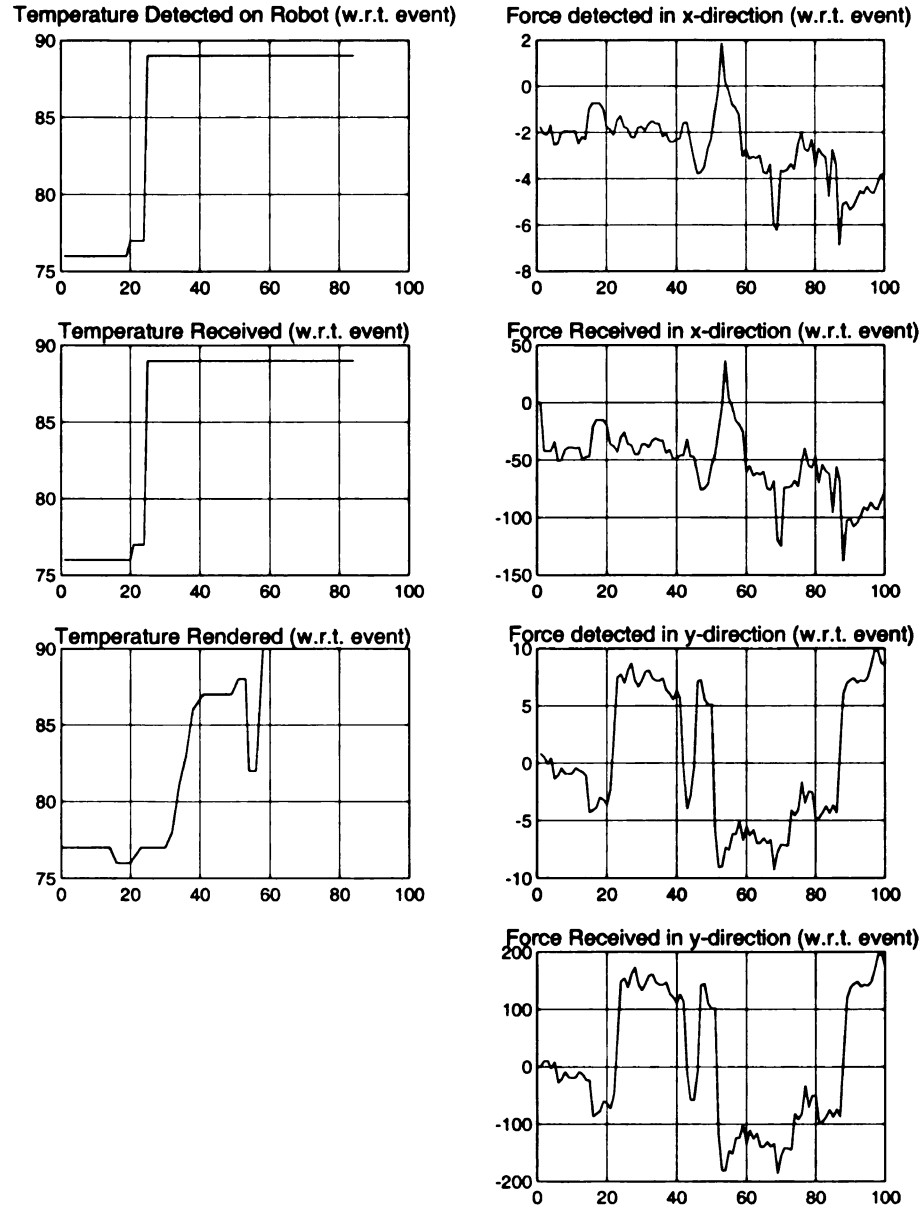 Temperature Detected on Robot (w.r.t. event)
90
85
80
75
0 20 40 60 80 100
Temperature Received (w.r.t. event)
90
85
80
75
0 20 40 60 80 100
Temperature Rendered (w.r.t. event)
90
85
80
75
0 20 40 60 80 100
Force detected in x-direction (w.r.t. event)
2
0
-2
-4
-6
-8
0 20 40 60 80 100
Force Received in x-direction (w.r.t. event)
50
0
-50
-100
-150
0 20 40 60 80 100
Force detected in y-direction (w.r.t. event)
10
5
0
-5
-10
0 20 40 60 80 100
Force Received in y-direction (w.r.t. event)
200
100
0
-100
-200
0 20 40 60 80 100